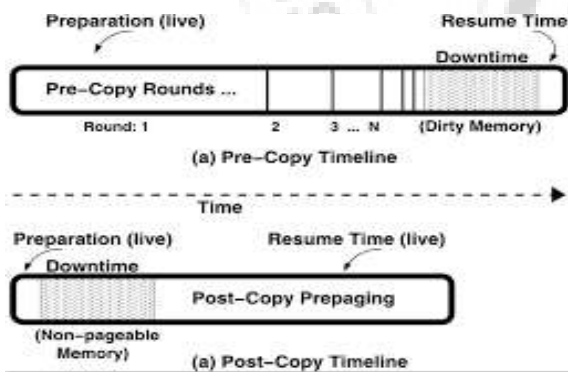 Preparation (live)
Resume Time
Downtime
Pre-Copy Rounds ...
Round: 1 2 3 ... N (Dirty Memory)
(a) Pre-Copy Timeline
Time
Preparation (live)
Resume Time (live)
Downtime
Post-Copy Prepaging
(Non-pageable
Memory)
(a) Post-Copy Timeline